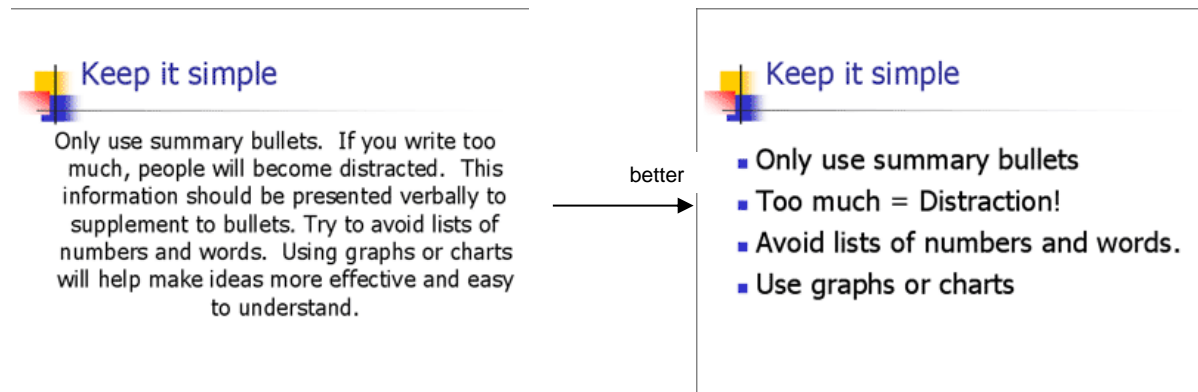 Keep it simple
Only use summary bullets.  If you write too
much, people will become distracted.  This
information should be presented verbally to
supplement to bullets. Try to avoid lists of
numbers and words.  Using graphs or charts
will help make ideas more effective and easy
to understand.
better
Keep it simple
Only use summary bullets
Too much = Distraction!
Avoid lists of numbers and words.
Use graphs or charts